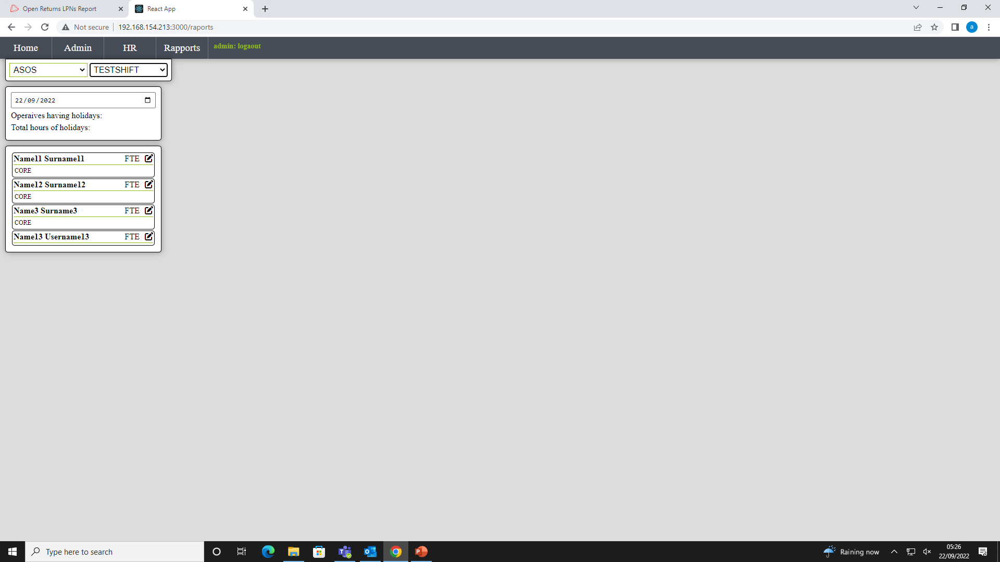 Open Returns LPNs Report
React App
Not secure 192.168.154.213:3000/raports
a
Home Admin HR Rapports admin: logaout
ASOS TESTSHIFT
22/09/2022
Operaives having holidays:
Total hours of holidays:
Name11 Surname11 FTE
CORE
Name12 Surname12 FTE
CORE
Name3 Surname3 FTE
CORE
Name13 Username13 FTE
Type here to search
Raining now
05:26
22/09/2022